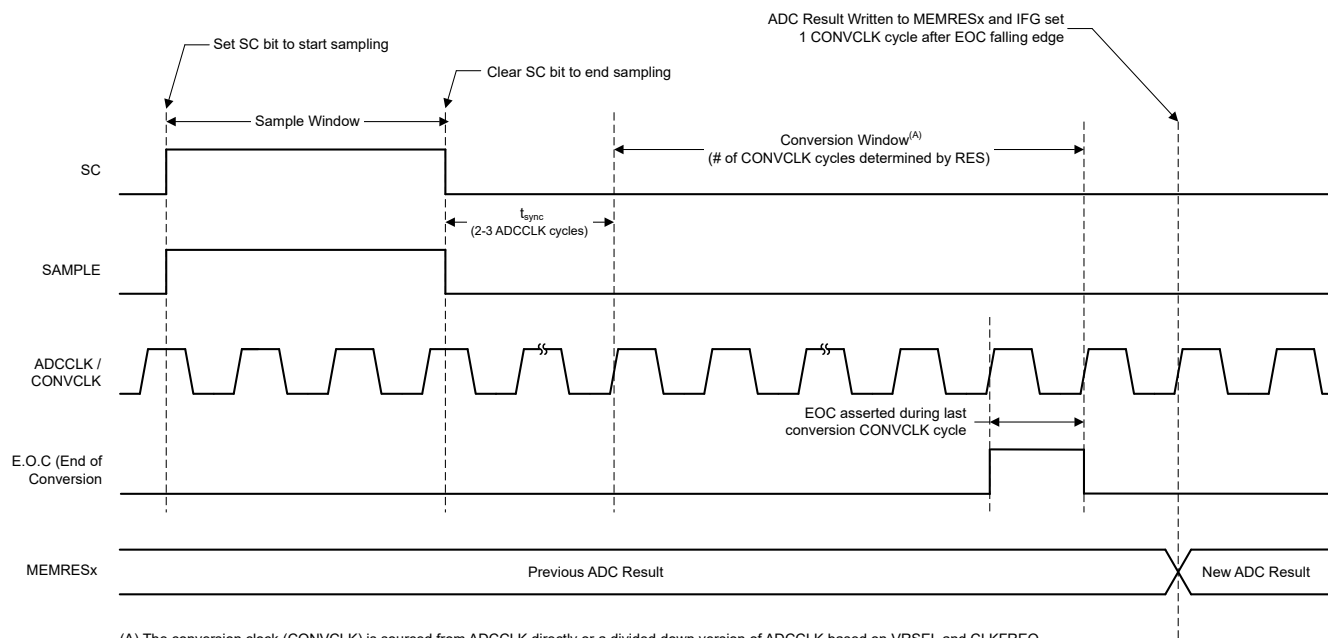 ADC Result Written to MEMRESx and IFG set
1 CONVCLK cycle after EOC falling edge
Set SC bit to start sampling
Clear SC bit to end sampling
Sample Window
Conversion Window(A)
(# of CONVCLK cycles determined by RES)
SC
tsync
(2-3 ADCCLK cycles)
SAMPLE
ADCCLK /
CONVCLK
EOC asserted during last
conversion CONVCLK cycle
E.O.C (End of
Conversion
MEMRESx
Previous ADC Result
New ADC Result
(A) The conversion clock (CONVCLK) is sourced from ADCCLK directly or a divided down version of ADCCLK based on VRSEL and CLKFREQ